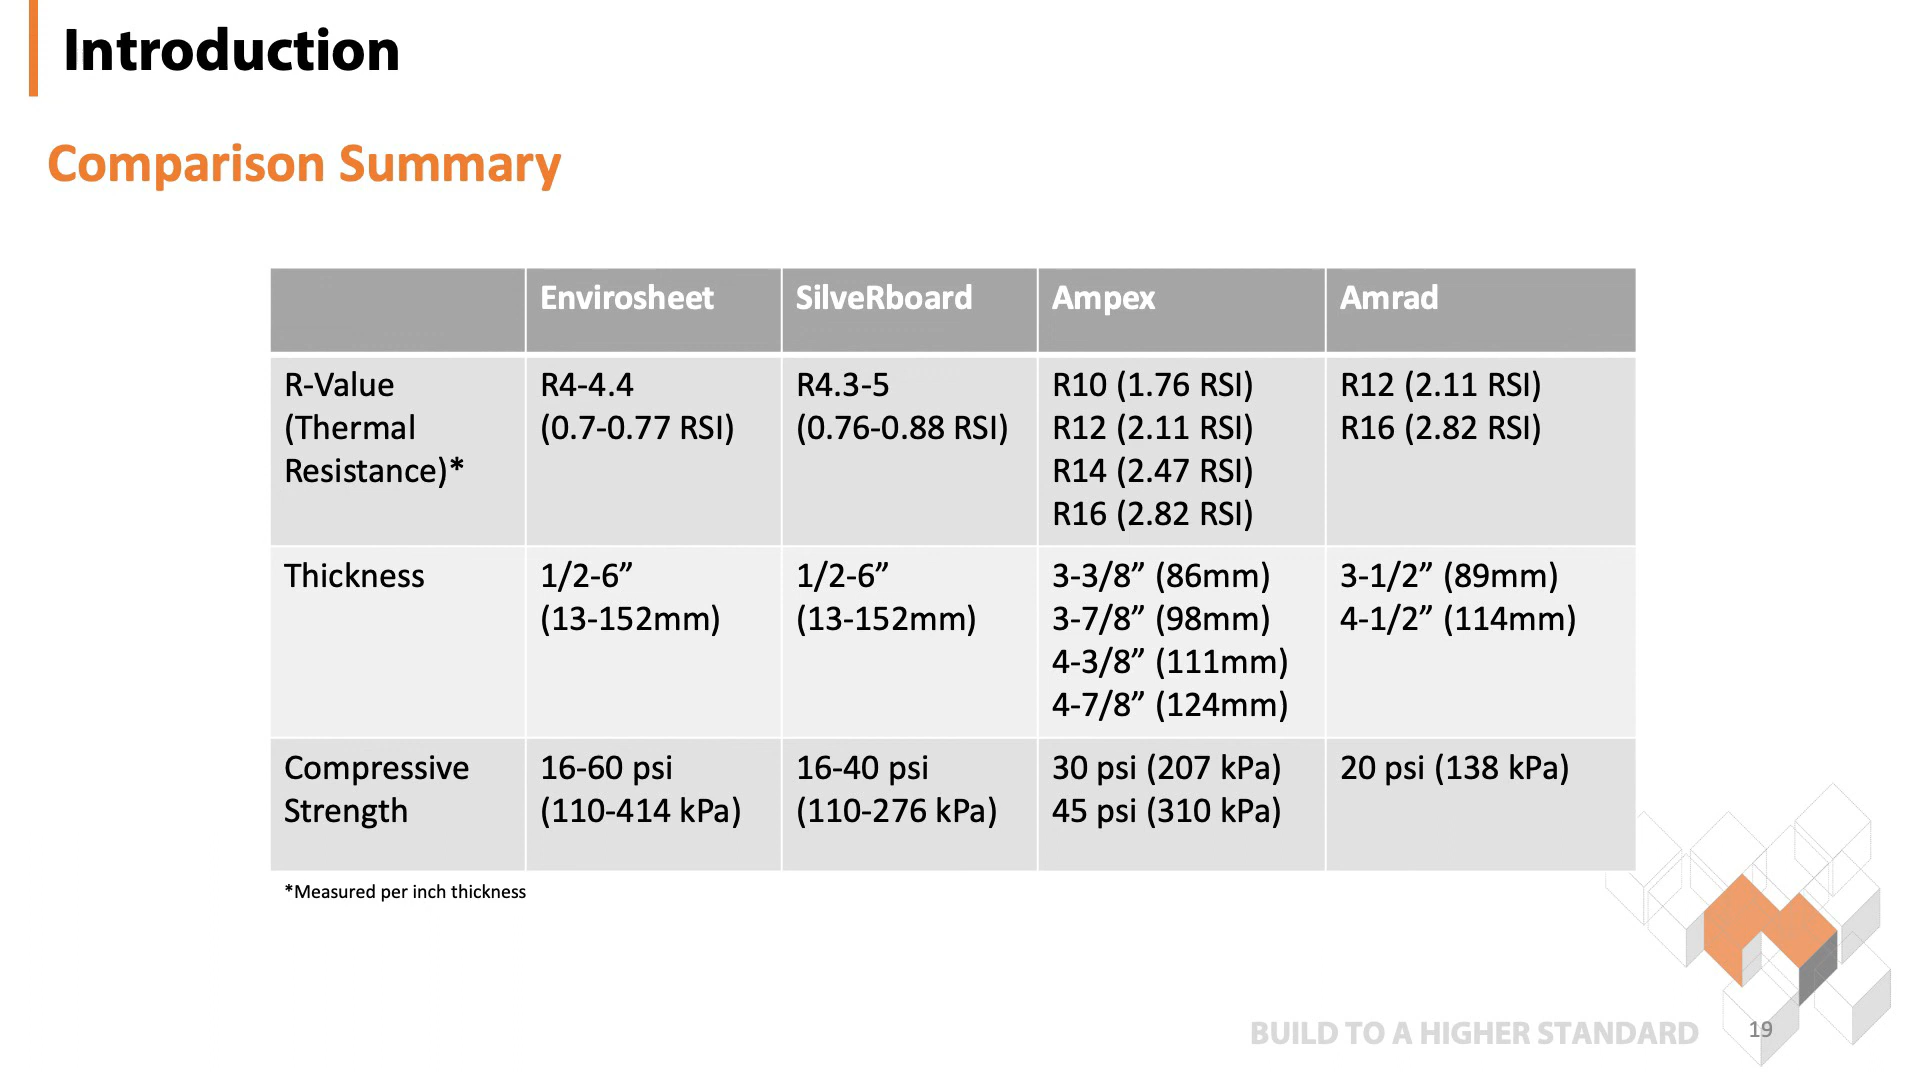 Introduction
Comparison Summary
Envirosheet
SilveRboard
Ampex
Amrad
R-Value
(Thermal
Resistance)*
R4-4.4
(0.7-0.77 RSI)
R4.3-5
(0.76-0.88 RSI)
R10 (1.76 RSI)
R12 (2.11 RSI)
R14 (2.47 RSI)
R16 (2.82 RSI)
R12 (2.11 RSI)
R16 (2.82 RSI)
Thickness
1/2-6”
(13-152mm)
1/2-6”
(13-152mm)
3-3/8” (86mm)
3-7/8” (98mm)
4-3/8” (111mm)
4-7/8” (124mm)
3-1/2” (89mm)
4-1/2” (114mm)
Compressive
Strength
16-60 psi
(110-414 kPa)
16-40 psi
(110-276 kPa)
30 psi (207 kPa)
45 psi (310 kPa)
20 psi (138 kPa)
*Measured per inch thickness
BUILD TO A HIGHER STANDARD
19